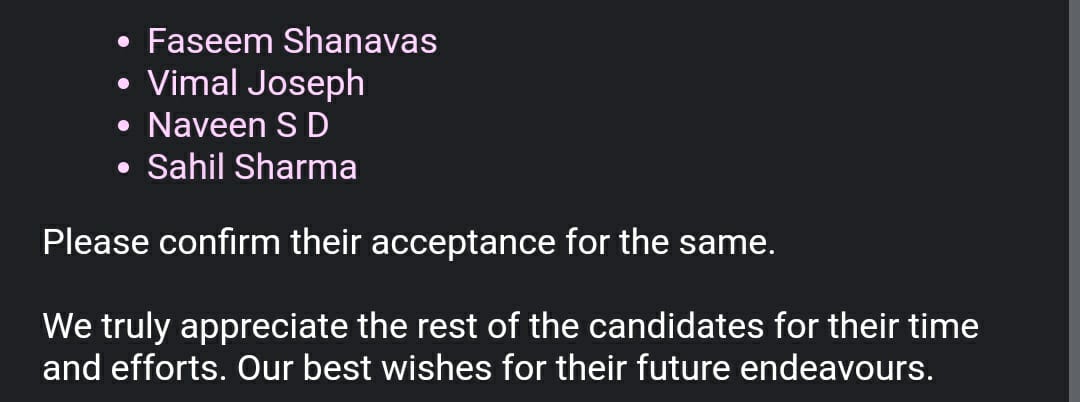 • Faseem Shanavas
• Vimal Joseph
• Naveen S D
• Sahil Sharma
Please confirm their acceptance for the same.
We truly appreciate the rest of the candidates for their time
and efforts. Our best wishes for their future endeavours.